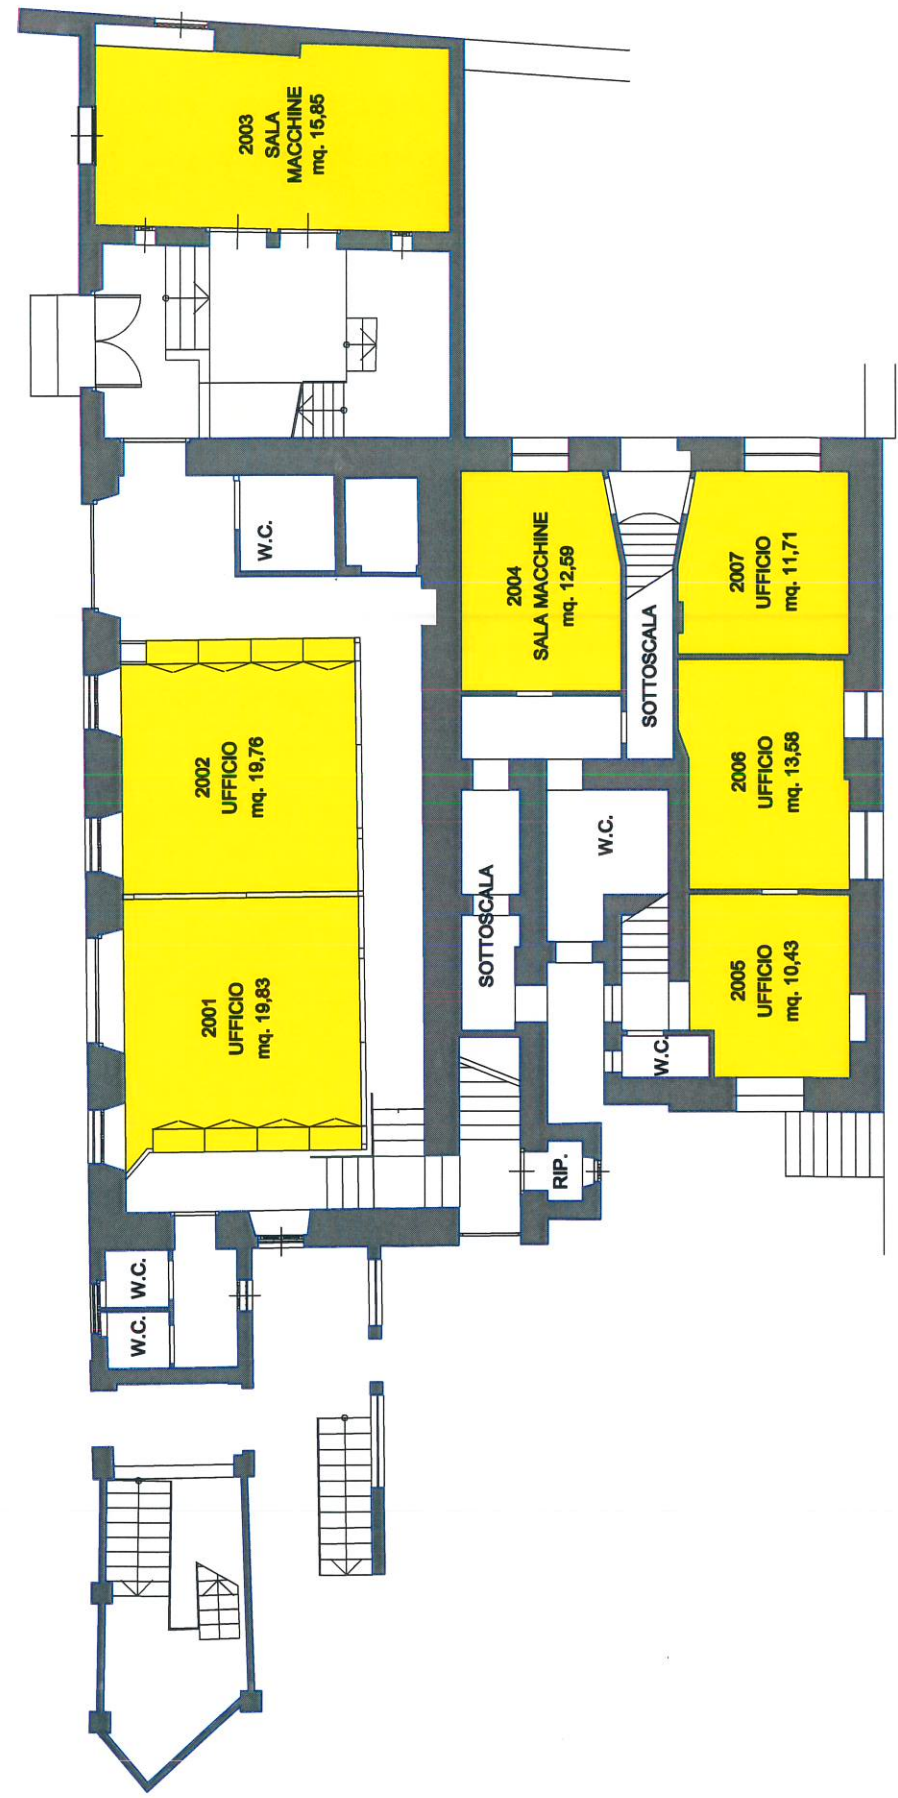 2001
UFFICIO
mq. 19,83
2002
UFFICIO
mq. 19,76
2003
SALA
MACCHINE
mq. 15,85
W.C.
W.C.
W.C.
RIP.
SOTTOSCALA
W.C.
W.C.
2004
SALA MACCHINE
mq. 12,59
SOTTOSCALA
2005
UFFICIO
mq. 10,43
2006
UFFICIO
mq. 13,58
2007
UFFICIO
mq. 11,71